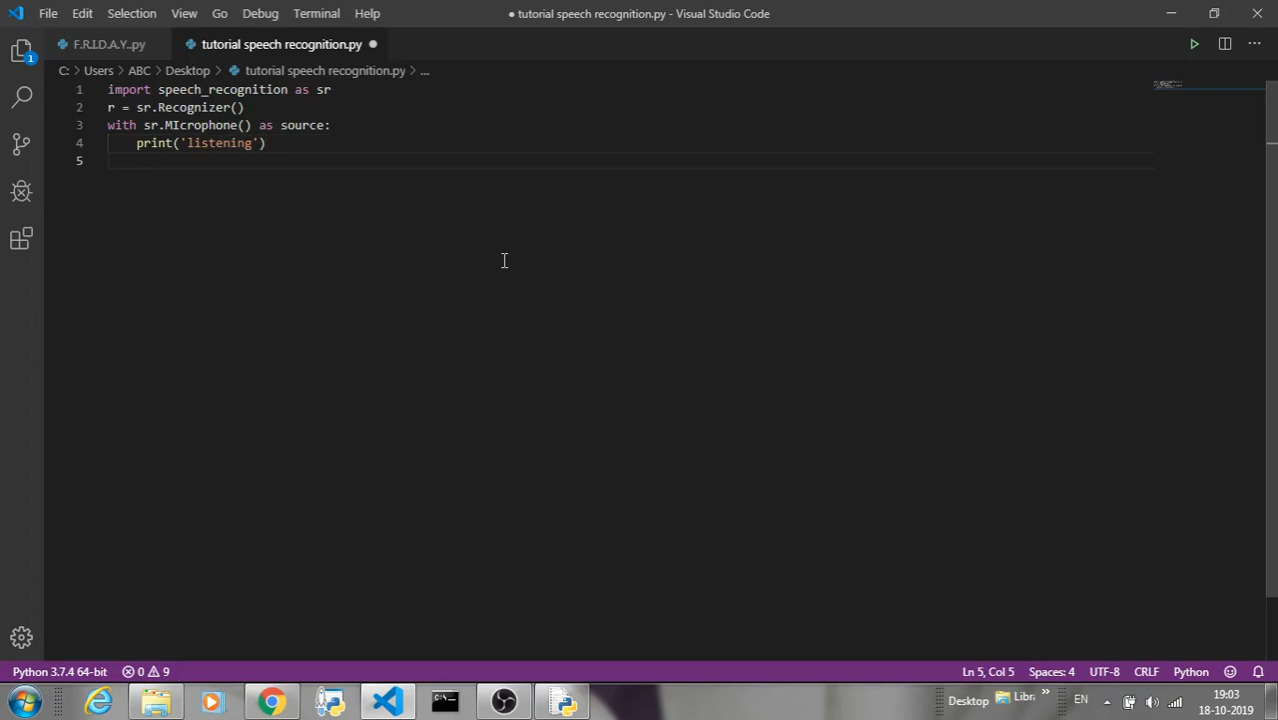 File Edit Selection View Go Debug Terminal Help
● tutorial speech recognition.py - Visual Studio Code
F.R.I.D.A.Y..py
tutorial speech recognition.py ●
C: > Users > ABC > Desktop > tutorial speech recognition.py > ...
1 import speech_recognition as sr
2 r = sr.Recognizer()
3 with sr.MIcrophone() as source:
4 print('listening')
5
1
Python 3.7.4 64-bit 0 9 Ln 5, Col 5 Spaces: 4 UTF-8 CRLF Python
Desktop Libr » EN 19:03
18-10-2019